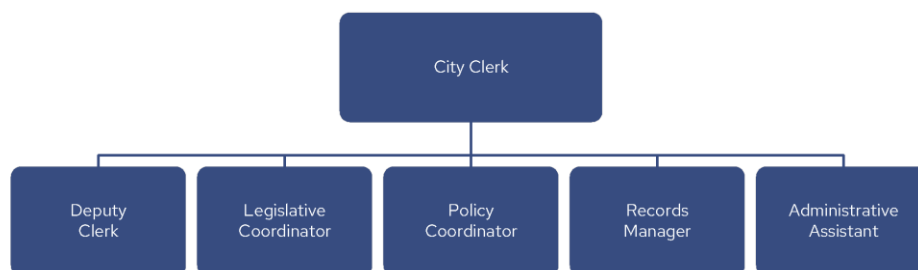 City Clerk
Deputy
Clerk
Legislative
Coordinator
Policy
Coordinator
Records
Manager
Administrative
Assistant